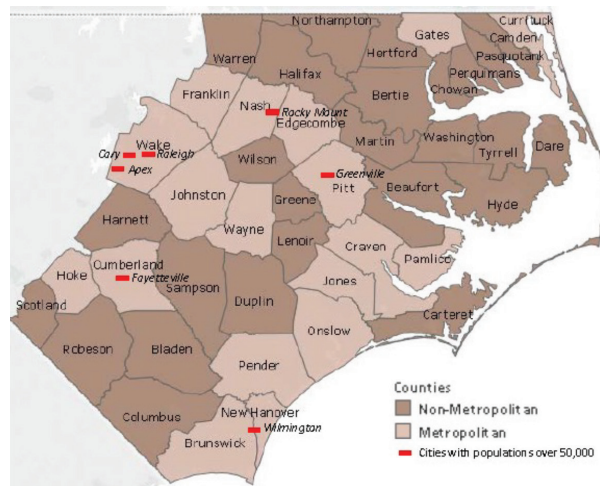 Northampton
Gates
Currituck
Camden
Pasquotank
Perquimans
Chowan
Hertford
Warren
Halifax
Bertie
Franklin
Nash
Rocky Mount
Edgecombe
Martin
Washington
Tyrrell
Dare
Wake
Cary
Raleigh
Apex
Wilson
Greenville
Pitt
Beaufort
Hyde
Johnston
Greene
Harnett
Wayne
Lenoir
Craven
Pamlico
Cumberland
Fayetteville
Hoke
Sampson
Jones
Scotland
Duplin
Carteret
Onslow
Robeson
Bladen
Pender
Columbus
New Hanover
Wilmington
Brunswick
Counties
Non-Metropolitan
Metropolitan
Cities with populations over 50,000